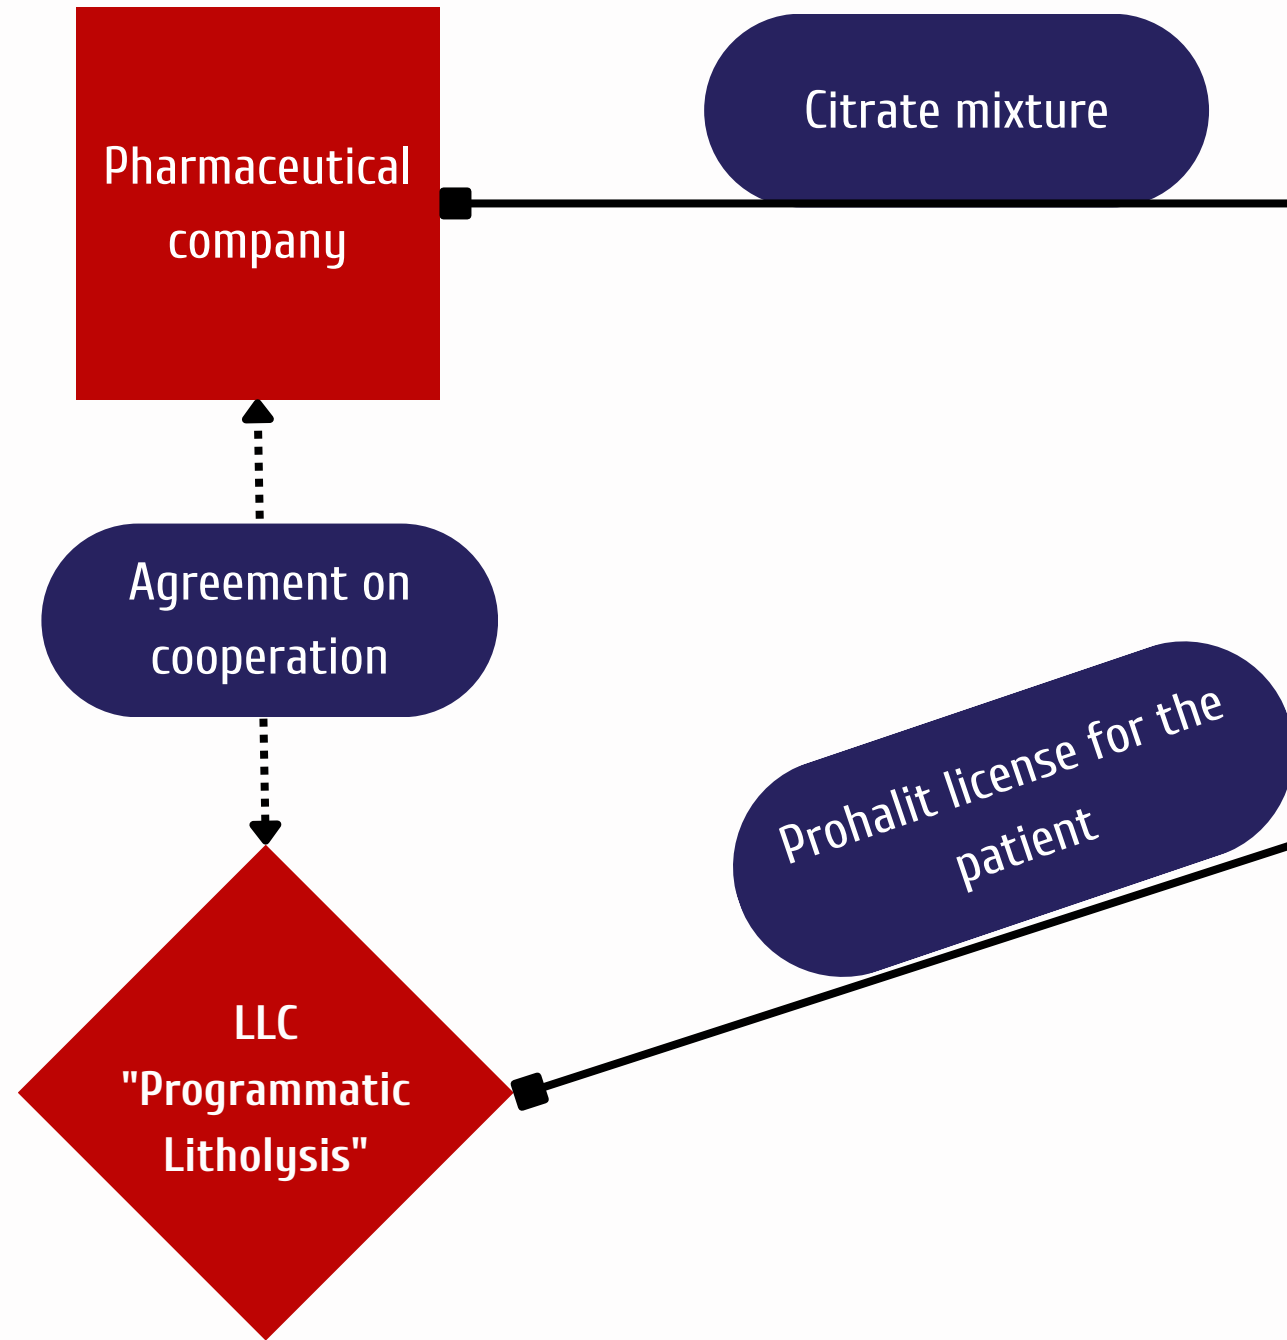 Pharmaceutical
company
Citrate mixture
Agreement on
cooperation
Prohalit license for the
patient
LLC
"Programmatic
Litholysis"